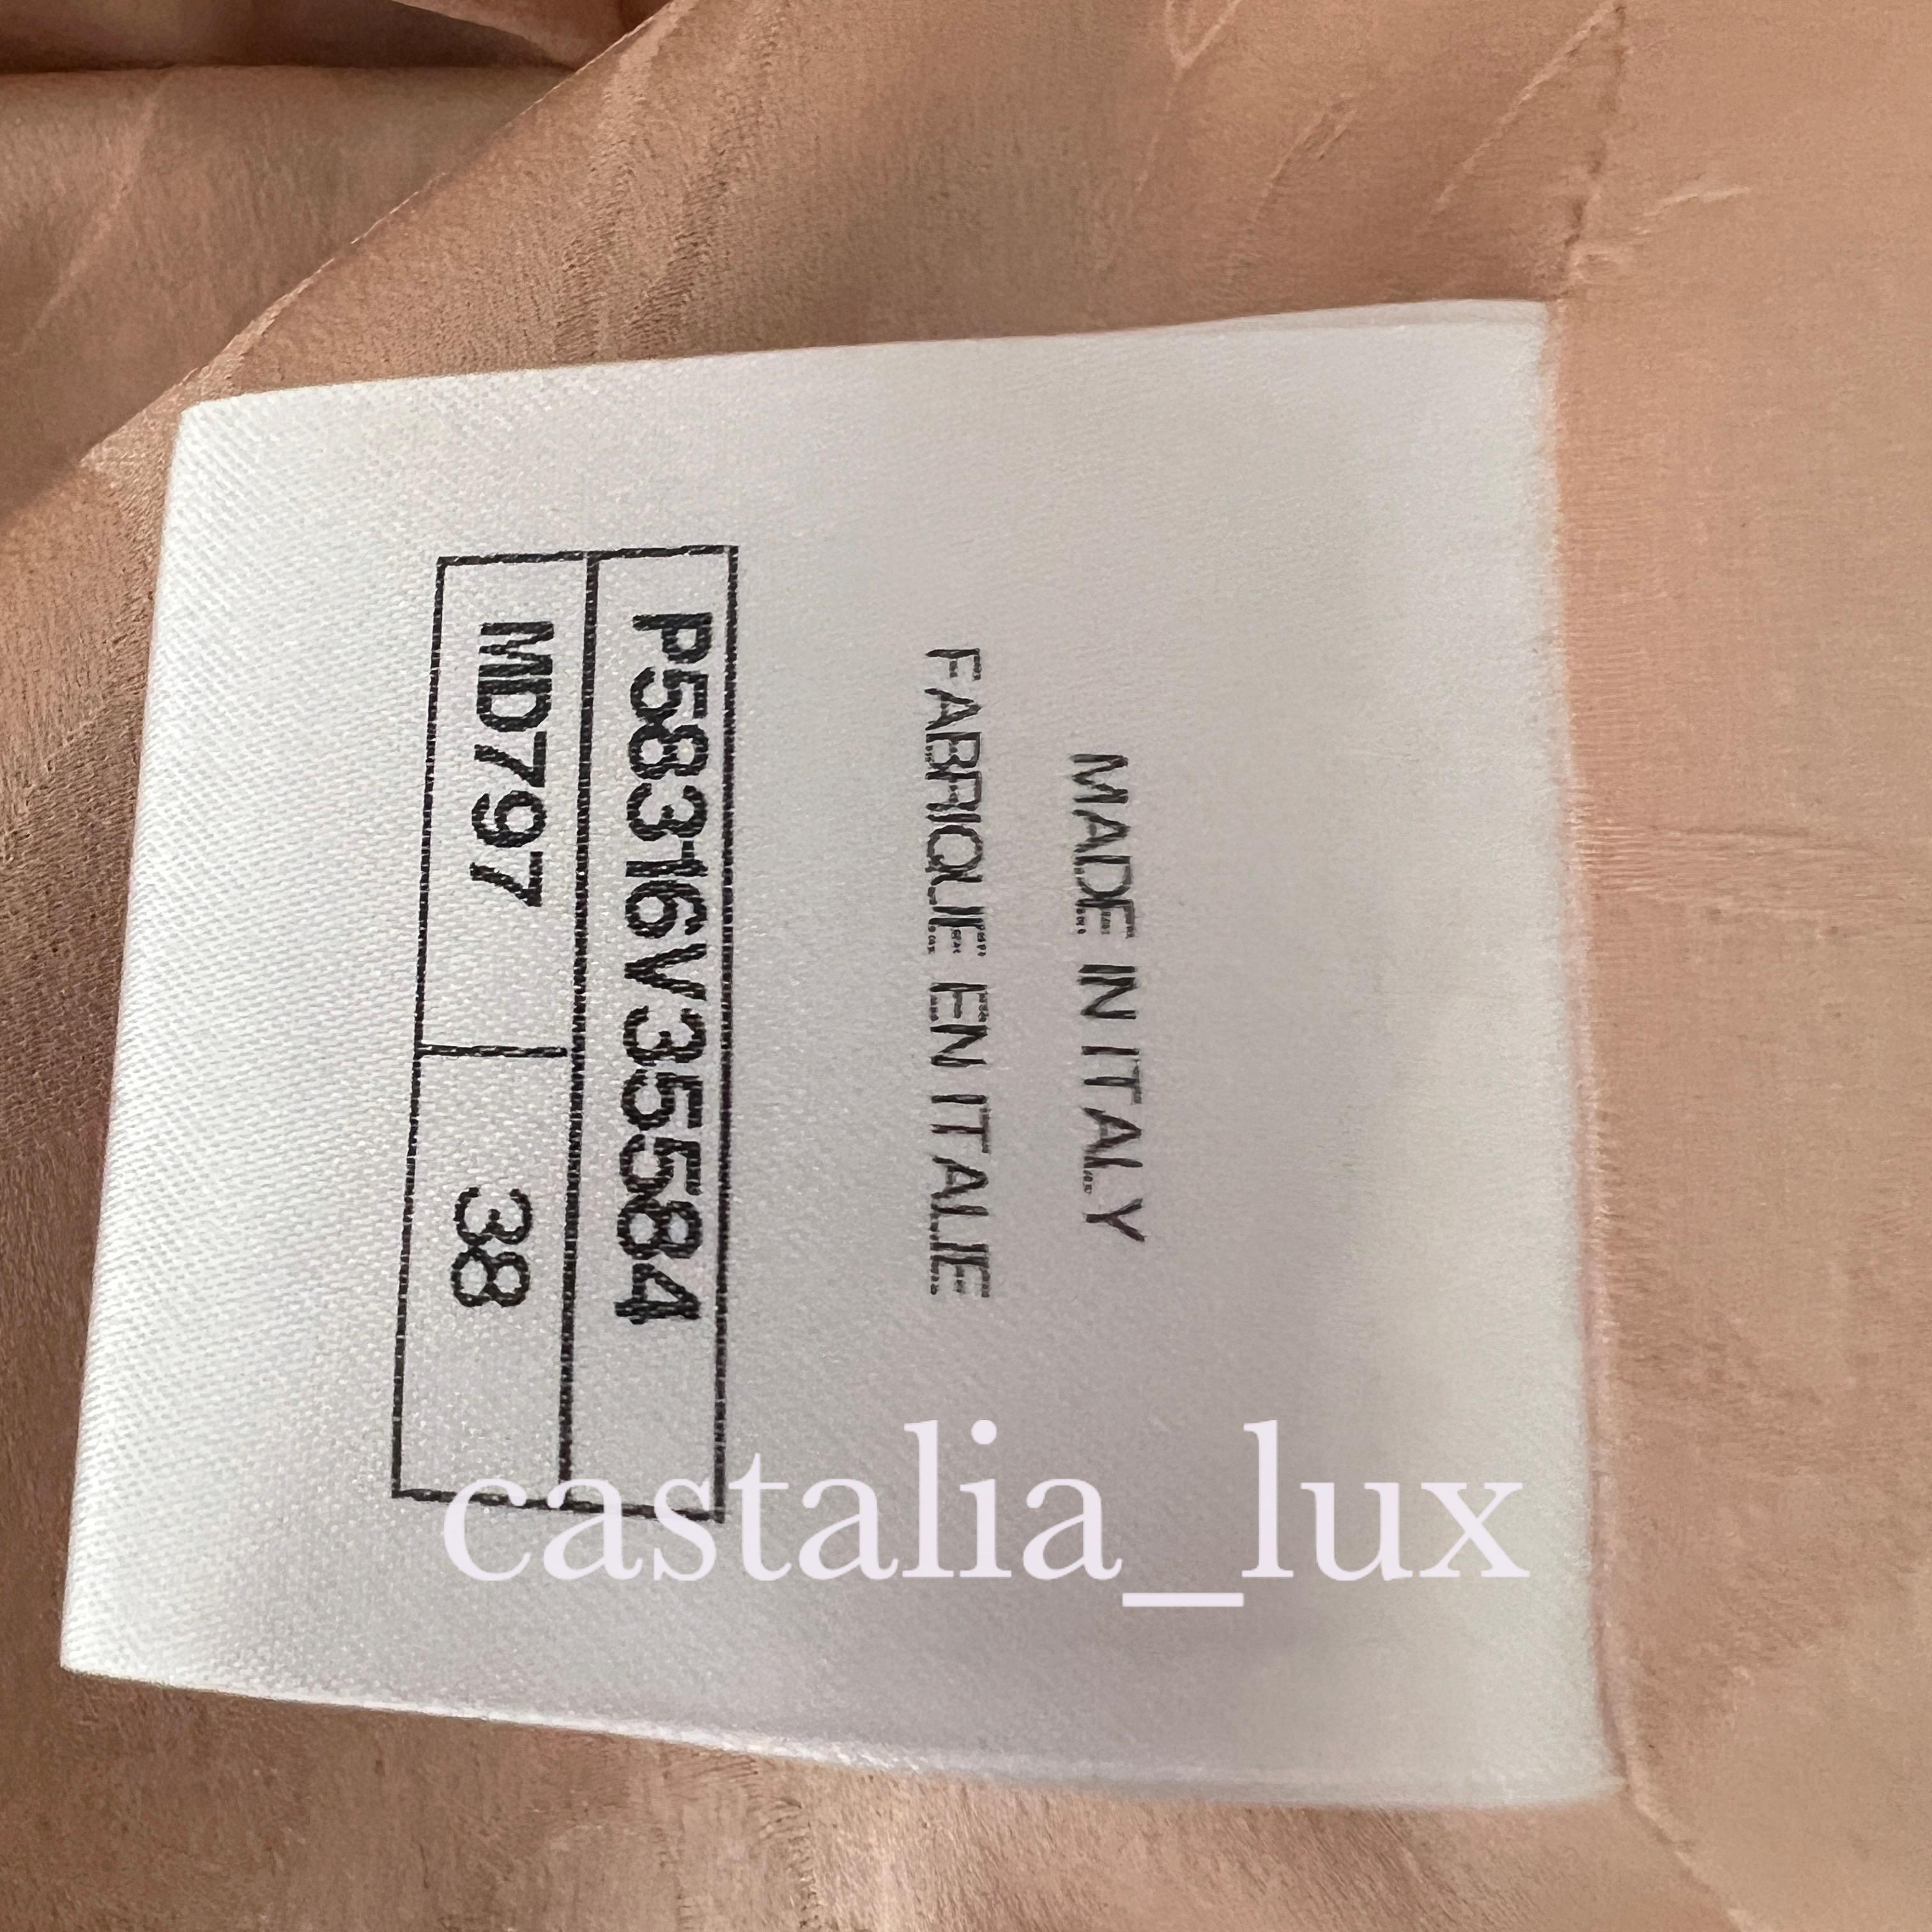 MADE IN ITALY
FABRIQUE EN ITALIE
P58316V35584
MD797 38
castalia_lux